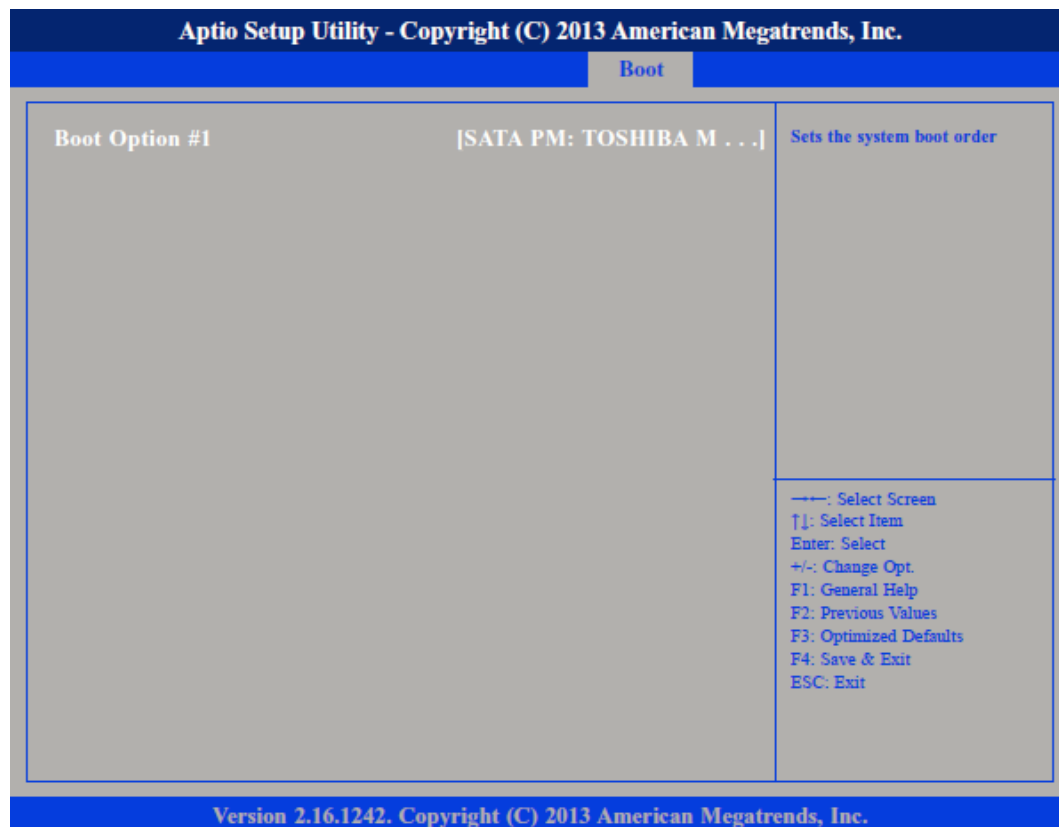 Aptio Setup Utility - Copyright (C) 2013 American Megatrends, Inc.
Boot
Boot Option #1 [SATA PM: TOSHIBA M . . .]
Sets the system boot order
→←: Select Screen
↑↓: Select Item
Enter: Select
+/-: Change Opt.
F1: General Help
F2: Previous Values
F3: Optimized Defaults
F4: Save & Exit
ESC: Exit
Version 2.16.1242. Copyright (C) 2013 American Megatrends, Inc.